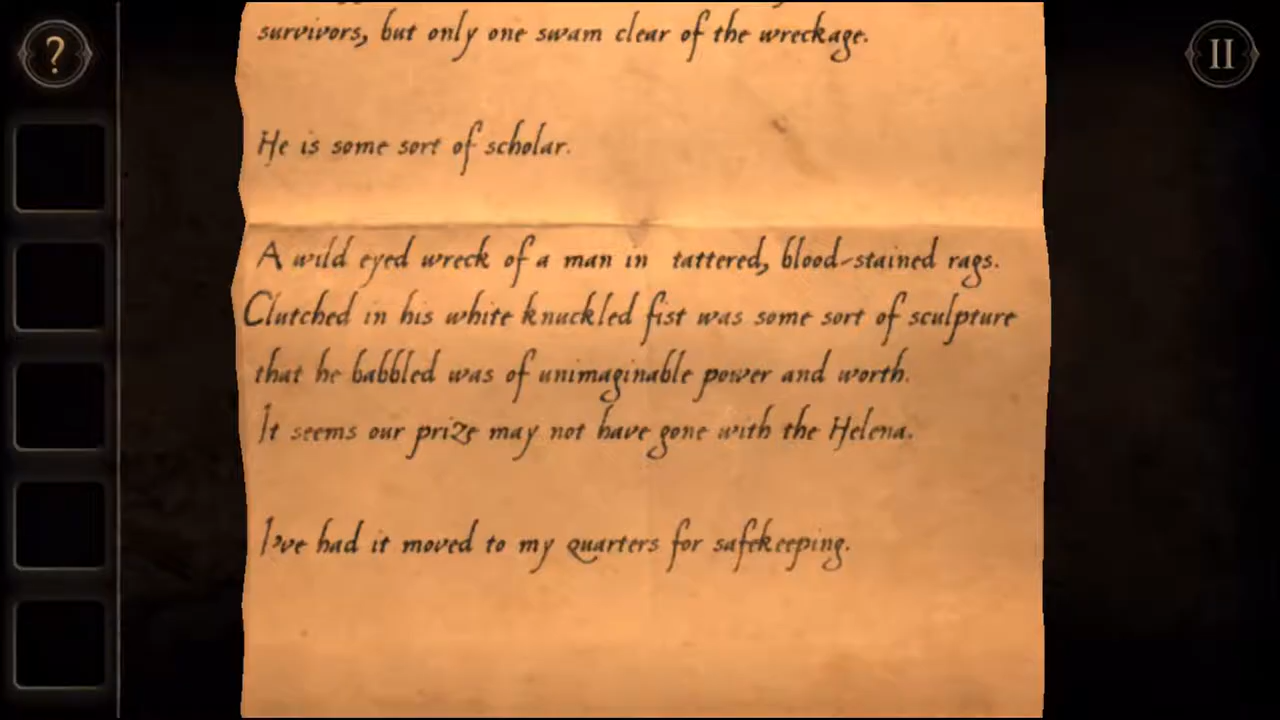 survivors, but only one swam clear of the wreckage.
He is some sort of scholar.
A wild eyed wreck of a man in tattered, blood-stained rags.
Clutched in his white knuckled fist was some sort of sculpture
that he babbled was of unimaginable power and worth.
It seems our prize may not have gone with the Helena.
I've had it moved to my quarters for safekeeping.
?
II